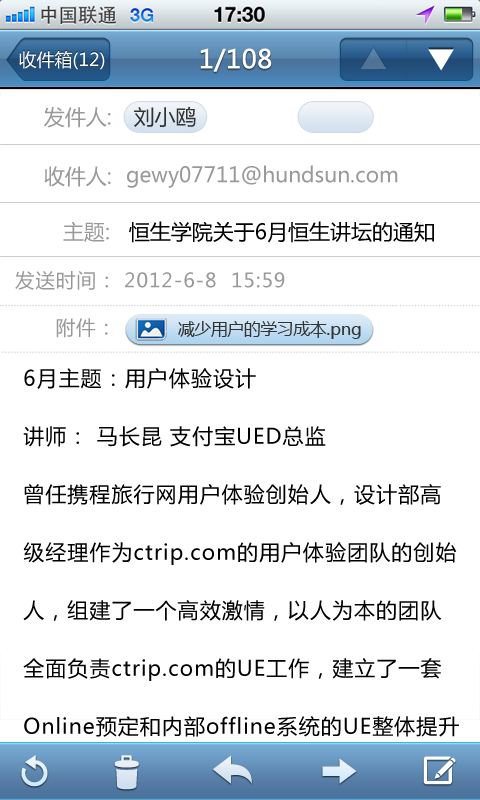 中国联通 3G 17:30
收件箱(12) 1/108
发件人: 刘小鸥
收件人: gewy07711@hundsun.com
主题: 恒生学院关于6月恒生讲坛的通知
发送时间： 2012-6-8 15:59
附件： 减少用户的学习成本.png
6月主题：用户体验设计
讲师： 马长昆 支付宝UED总监
曾任携程旅行网用户体验创始人，设计部高
级经理作为ctrip.com的用户体验团队的创始
人，组建了一个高效激情，以人为本的团队
全面负责ctrip.com的UE工作，建立了一套
Online预定和内部offline系统的UE整体提升